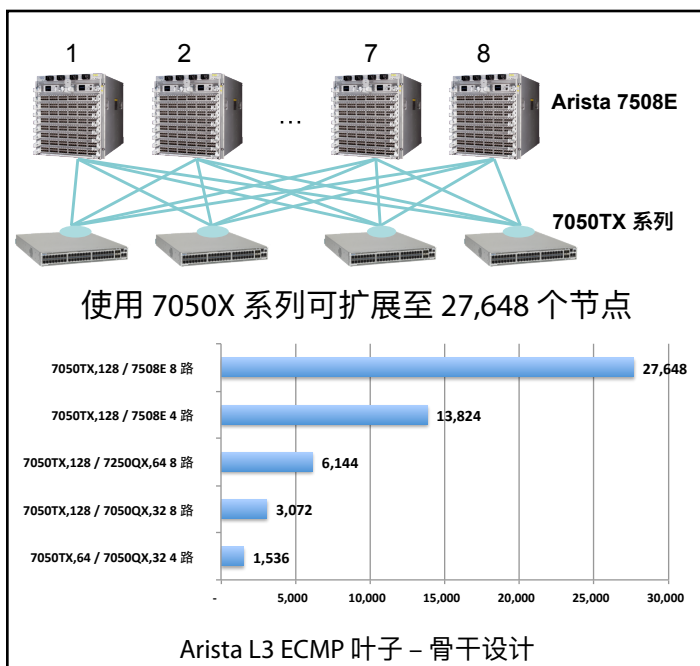 1 2 7 8
Arista 7508E
…
7050TX 系列
使用 7050X 系列可扩展至 27,648 个节点
7050TX,128 / 7508E 8 路
27,648
7050TX,128 / 7508E 4 路
13,824
7050TX,128 / 7250QX,64 8 路
6,144
7050TX,128 / 7050QX,32 8 路
3,072
7050TX,64 / 7050QX,32 4 路
1,536
- 5,000 10,000 15,000 20,000 25,000 30,000
Arista L3 ECMP 叶子 – 骨干设计